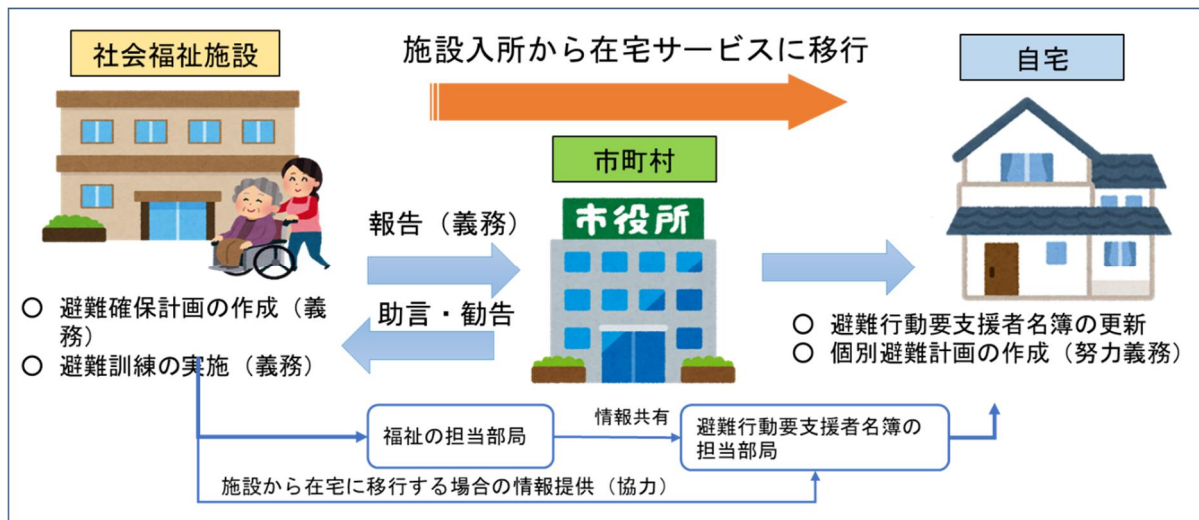 社会福祉施設
施設入所から在宅サービスに移行
自宅
市町村
市役所
報告（義務）
助言・勧告
〇 避難確保計画の作成（義
務）
〇 避難訓練の実施（義務）
〇 避難行動要支援者名簿の更新
〇 個別避難計画の作成（努力義務）
福祉の担当部局
情報共有
避難行動要支援者名簿の
担当部局
施設から在宅に移行する場合の情報提供（協力）